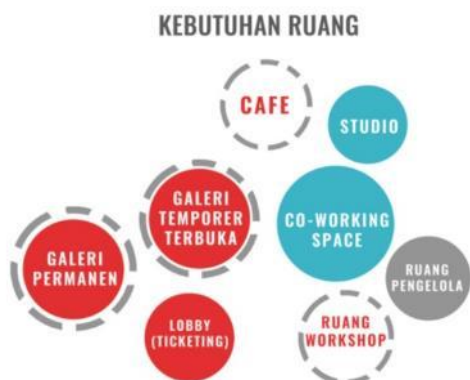 KEBUTUHAN RUANG
CAFE
STUDIO
GALERI
TEMPORER
TERBUKA
CO-WORKING
SPACE
GALERI
PERMANEN
RUANG
PENGELOLA
LOBBY
(TICKETING)
RUANG
WORKSHOP